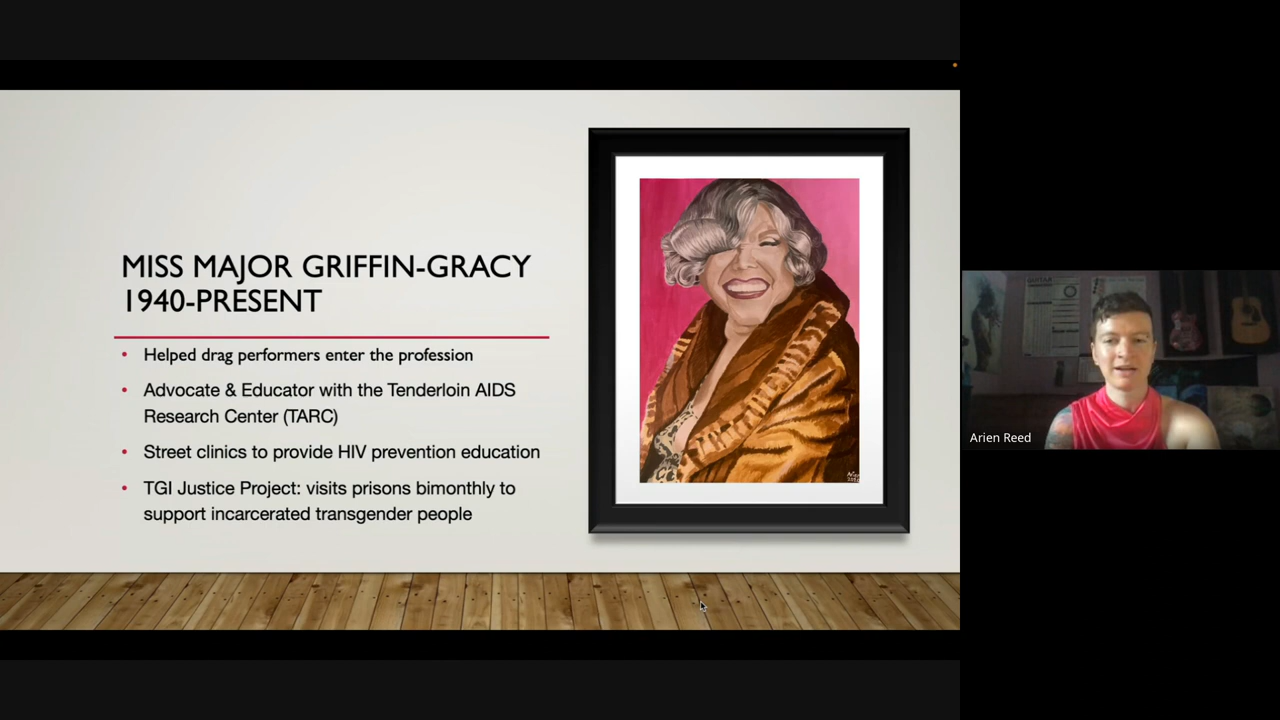 MISS MAJOR GRIFFIN-GRACY
1940-PRESENT
• Helped drag performers enter the profession
• Advocate & Educator with the Tenderloin AIDS
Research Center (TARC)
• Street clinics to provide HIV prevention education
• TGI Justice Project: visits prisons bimonthly to
support incarcerated transgender people
Arien Reed